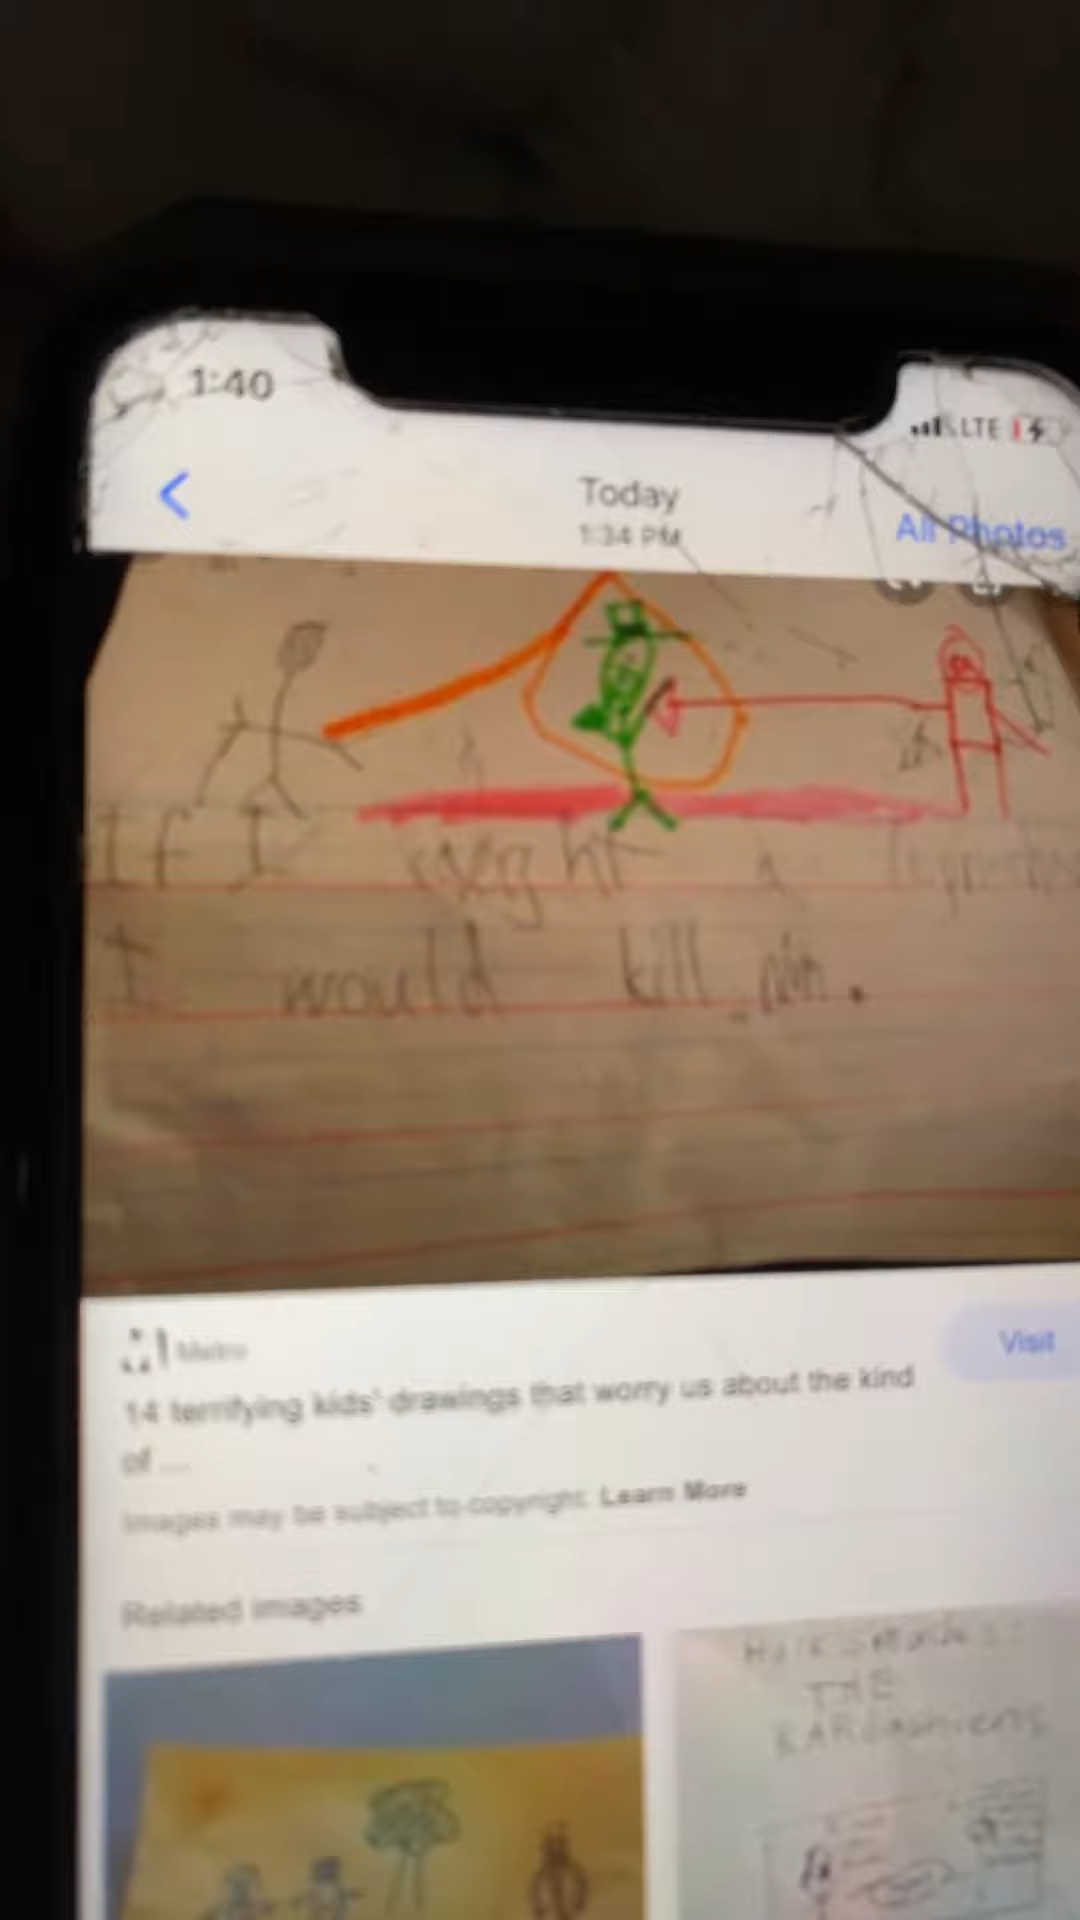 1:40
LTE
Today
1:34 PM
All Photos
If I
I would kill him.
Metro
Visit
14 terrifying kids' drawings that worry us about the kind
of ...
Images may be subject to copyright. Learn More
Related images
THE